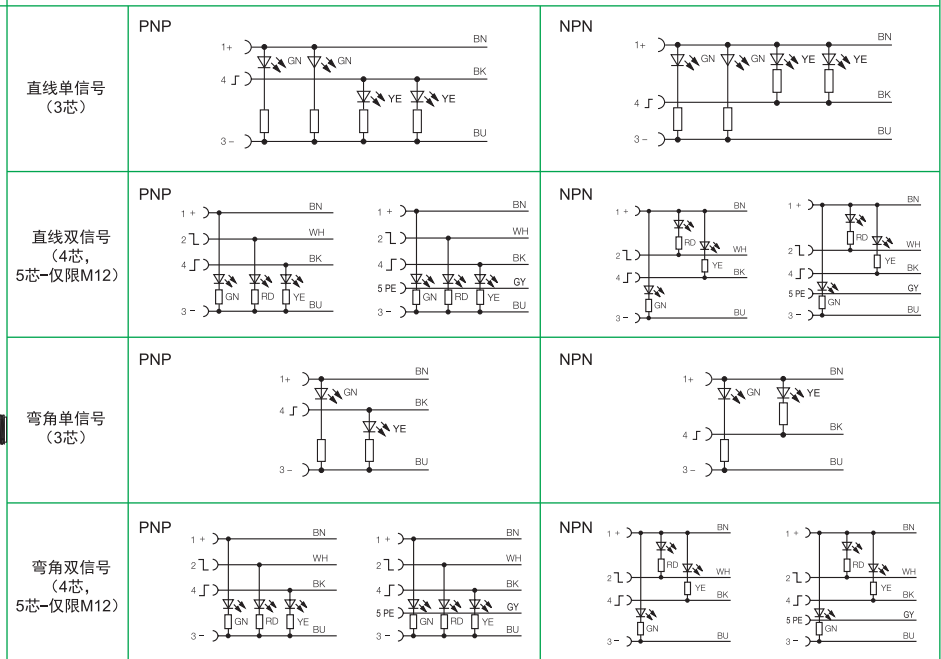 直线单信号
（3芯）
PNP
1+
BN
GN
GN
4
BK
YE
YE
3 –
BU
NPN
1+
BN
GN
GN
YE
YE
4
BK
3 –
BU
直线双信号
（4芯，
5芯-仅限M12）
PNP
1 +
BN
2
WH
4
BK
GN
RD
YE
3 –
BU
1 +
BN
2
WH
4
BK
5 PE
GY
GN
RD
YE
3 –
BU
NPN
1 +
BN
RD
2
WH
YE
4
BK
GN
3 –
BU
1 +
BN
RD
2
WH
YE
4
BK
5 PE
GY
GN
3 –
BU
弯角单信号
（3芯）
PNP
1+
BN
GN
4
BK
YE
3 –
BU
NPN
1+
BN
GN
YE
4
BK
3 –
BU
弯角双信号
（4芯，
5芯-仅限M12）
PNP
1 +
BN
2
WH
4
BK
GN
RD
YE
3 –
BU
1 +
BN
2
WH
4
BK
5 PE
GY
GN
RD
YE
3 –
BU
NPN
1 +
BN
RD
2
WH
YE
4
BK
GN
3 –
BU
1 +
BN
RD
2
WH
YE
4
BK
5 PE
GY
GN
3 –
BU